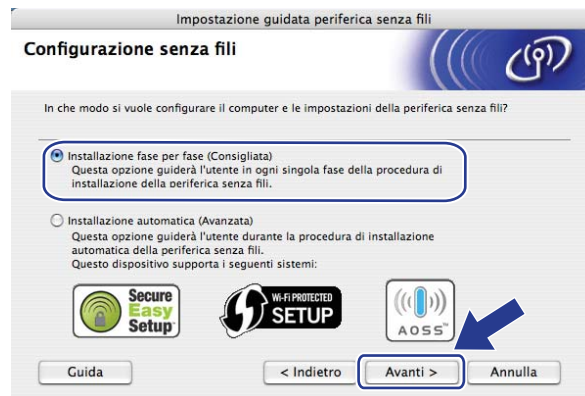 Impostazione guidata periferica senza fili
Configurazione senza fili
In che modo si vuole configurare il computer e le impostazioni della periferica senza fili?
Installazione fase per fase (Consigliata)
Questa opzione guiderà l'utente in ogni singola fase della procedura di
installazione della periferica senza fili.
Installazione automatica (Avanzata)
Questa opzione guiderà l'utente durante la procedura di installazione
automatica della periferica senza fili.
Questo dispositivo supporta i seguenti sistemi:
Secure
Easy
Setup™
WI-FI PROTECTED
SETUP
AOSS™
Guida
< Indietro
Avanti >
Annulla